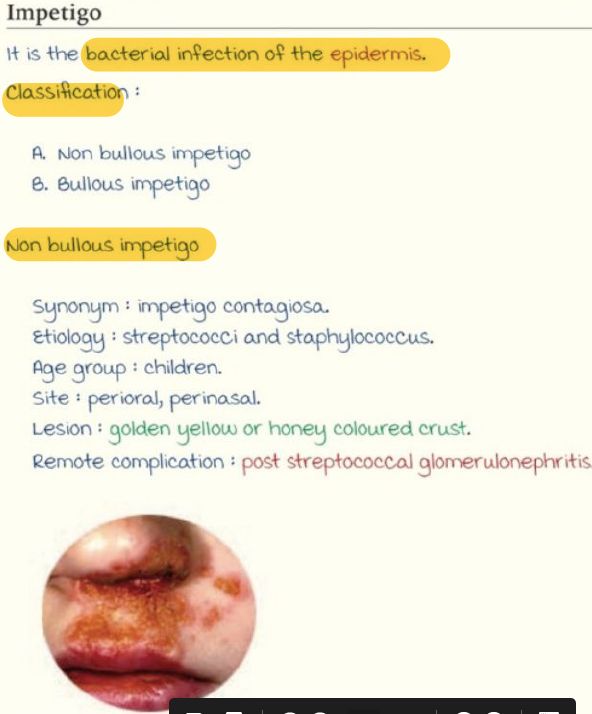 Impetigo
It is the bacterial infection of the epidermis.
Classification :
A. Non bullous impetigo
B. Bullous impetigo
Non bullous impetigo
Synonym : impetigo contagiosa.
Etiology : streptococci and staphylococcus.
Age group : children.
Site : perioral, perinasal.
Lesion : golden yellow or honey coloured crust.
Remote complication : post streptococcal glomerulonephritis